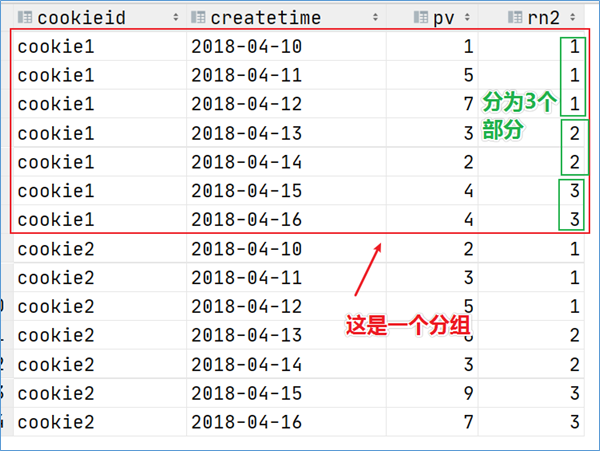 cookieid createtime pv rn2
cookie1 2018-04-10 1 1
cookie1 2018-04-11 5 1
cookie1 2018-04-12 7 1
分为3个
部分
cookie1 2018-04-13 3 2
cookie1 2018-04-14 2 2
cookie1 2018-04-15 4 3
cookie1 2018-04-16 4 3
cookie2 2018-04-10 2 1
cookie2 2018-04-11 3 1
cookie2 2018-04-12 5 1
这是一个分组
cookie2 2018-04-13 2
cookie2 2018-04-14 3 2
cookie2 2018-04-15 9 3
cookie2 2018-04-16 7 3